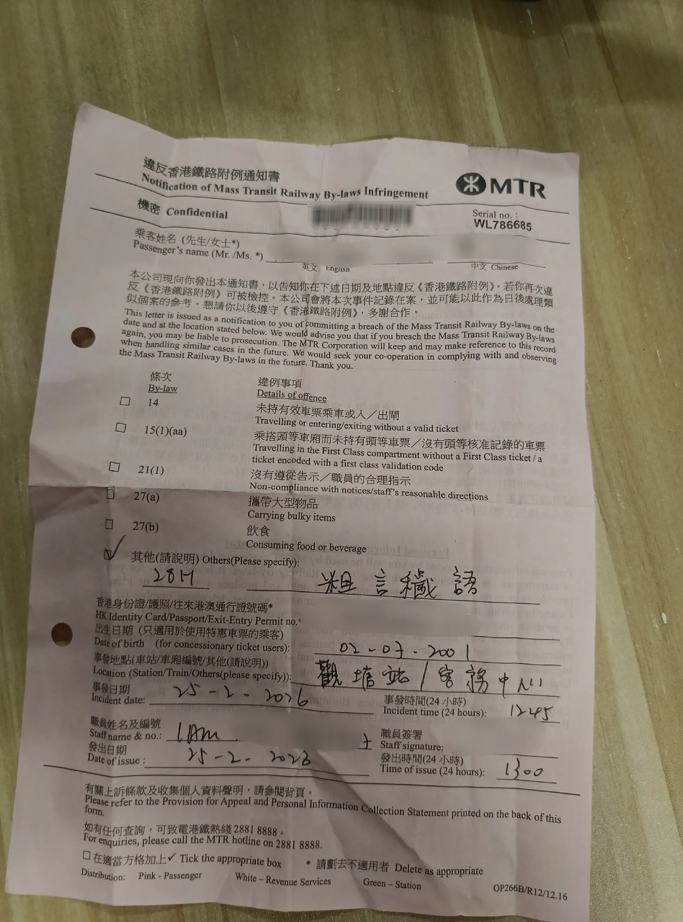 違反香港鐵路附例通知書
Notification of Mass Transit Railway By-laws Infringement
MTR
機密 Confidential
Serial no. :
WL786685
乘客姓名 (先生/女士*)
Passenger's name (Mr. /Ms. *)
英文 English
中文 Chinese
本公司現向你發出本通知書，以告知你在下述日期及地點違反《香港鐵路附例》。若你再次違
反《香港鐵路附例》可被檢控。本公司會將本次事件記錄在案，並可能以此作為日後處理類
似個案的參考。懇請你以後遵守《香港鐵路附例》，多謝合作。
This letter is issued as a notification to you of committing a breach of the Mass Transit Railway By-laws on the
date and at the location stated below. We would advise you that if you breach the Mass Transit Railway By-laws
again, you may be liable to prosecution. The MTR Corporation will keep and may make reference to this record
when handling similar cases in the future. We would seek your co-operation in complying with and observing
the Mass Transit Railway By-laws in the future. Thank you.
條次 違例事項
By-law Details of offence
14 未持有效車票乘車或入／出閘
Travelling or entering/exiting without a valid ticket
15(1)(aa) 乘搭頭等車廂而未持有頭等車票／沒有頭等核准記錄的車票
Travelling in the First Class compartment without a First Class ticket / a
ticket encoded with a first class validation code
21(1) 沒有遵從告示／職員的合理指示
Non-compliance with notices/staff's reasonable directions
27(a) 攜帶大型物品
Carrying bulky items
27(b) 飲食
Consuming food or beverage
其他(請說明) Others(Please specify):
28H 粗言穢語
香港身份證/護照/往來港澳通行證號碼*
HK Identity Card/Passport/Exit-Entry Permit no.*
出生日期 (只適用於使用特惠車票的乘客)
Date of birth (for concessionary ticket users): 02-07-2001
事發地點(車站/車廂編號/其他(請說明))
Location (Station/Train/Others(please specify)): 觀塘站/客務中心
事發日期 事發時間(24 小時)
Incident date: 25-2-2026 Incident time (24 hours): 1245
職員姓名及編號 職員簽署
Staff name & no.: LAM Staff signature:
發出日期 發出時間(24 小時)
Date of issue : 25-2-2026 Time of issue (24 hours): 1300
有關上訴條款及收集個人資料聲明，請參閱背頁。
Please refer to the Provision for Appeal and Personal Information Collection Statement printed on the back of this
form.
如有任何查詢，可致電港鐵熱綫 2881 8888。
For enquiries, please call the MTR hotline on 2881 8888.
在適當方格加上✓ Tick the appropriate box * 請劃去不適用者 Delete as appropriate
Distribution: Pink - Passenger White – Revenue Services Green – Station OP266B/R12/12.16